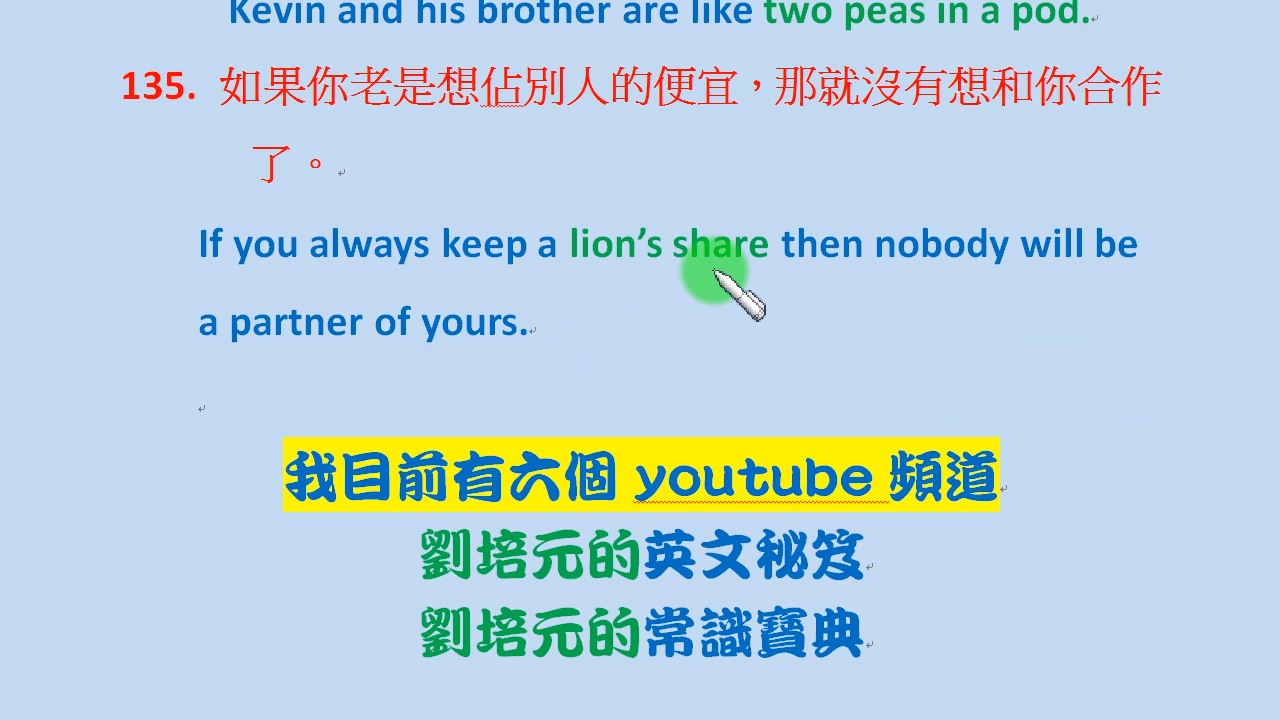 Kevin and his brother are like two peas in a pod.
135. 如果你老是想佔別人的便宜，那就沒有想和你合作
了。
If you always keep a lion’s share then nobody will be
a partner of yours.
我目前有六個 youtube 頻道
劉培元的英文秘笈
劉培元的常識寶典